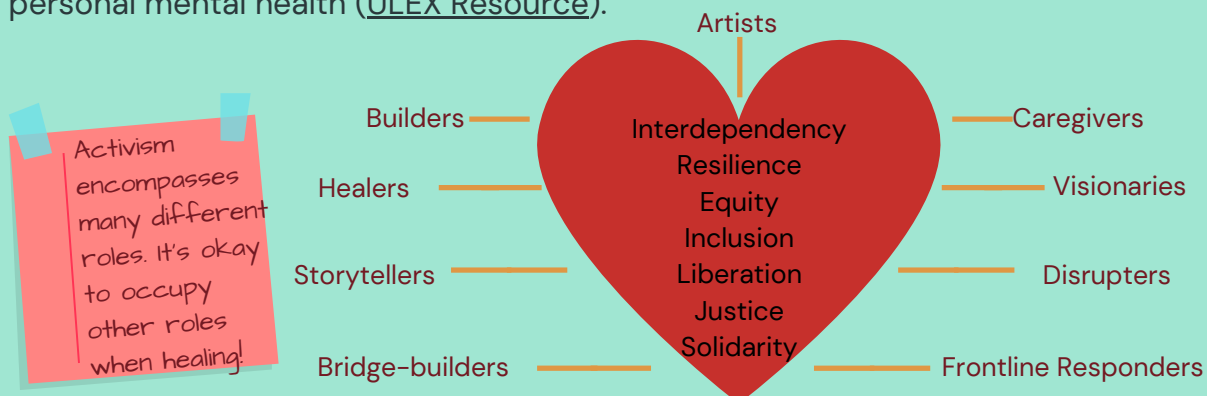 personal mental health (ULEX Resource).
Artists
Builders
Caregivers
Healers
Visionaries
Storytellers
Disrupters
Bridge-builders
Frontline Responders
Interdependency
Resilience
Equity
Inclusion
Liberation
Justice
Solidarity
Activism
encompasses
many different
roles. It's okay
to occupy
other roles
when healing!